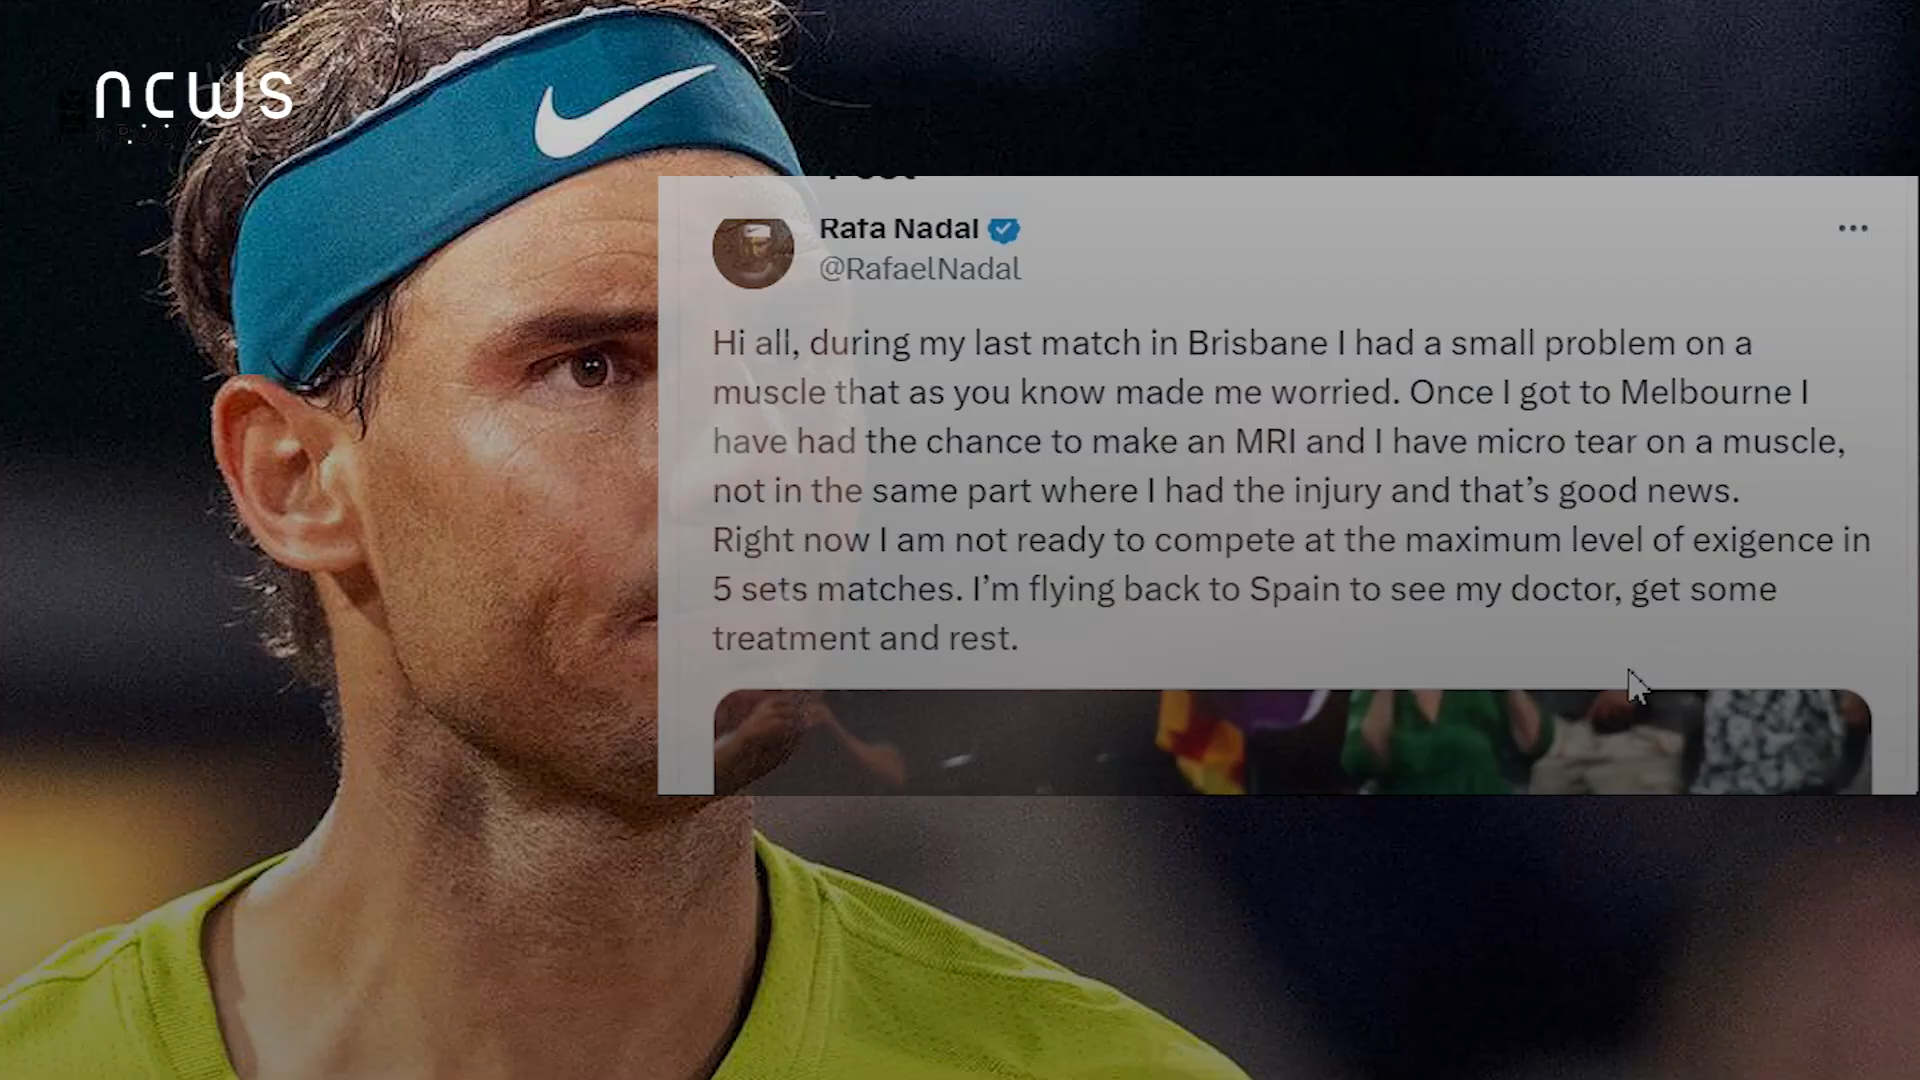 ncws
Rafa Nadal
@RafaelNadal
Hi all, during my last match in Brisbane I had a small problem on a
muscle that as you know made me worried. Once I got to Melbourne I
have had the chance to make an MRI and I have micro tear on a muscle,
not in the same part where I had the injury and that’s good news.
Right now I am not ready to compete at the maximum level of exigence in
5 sets matches. I’m flying back to Spain to see my doctor, get some
treatment and rest.